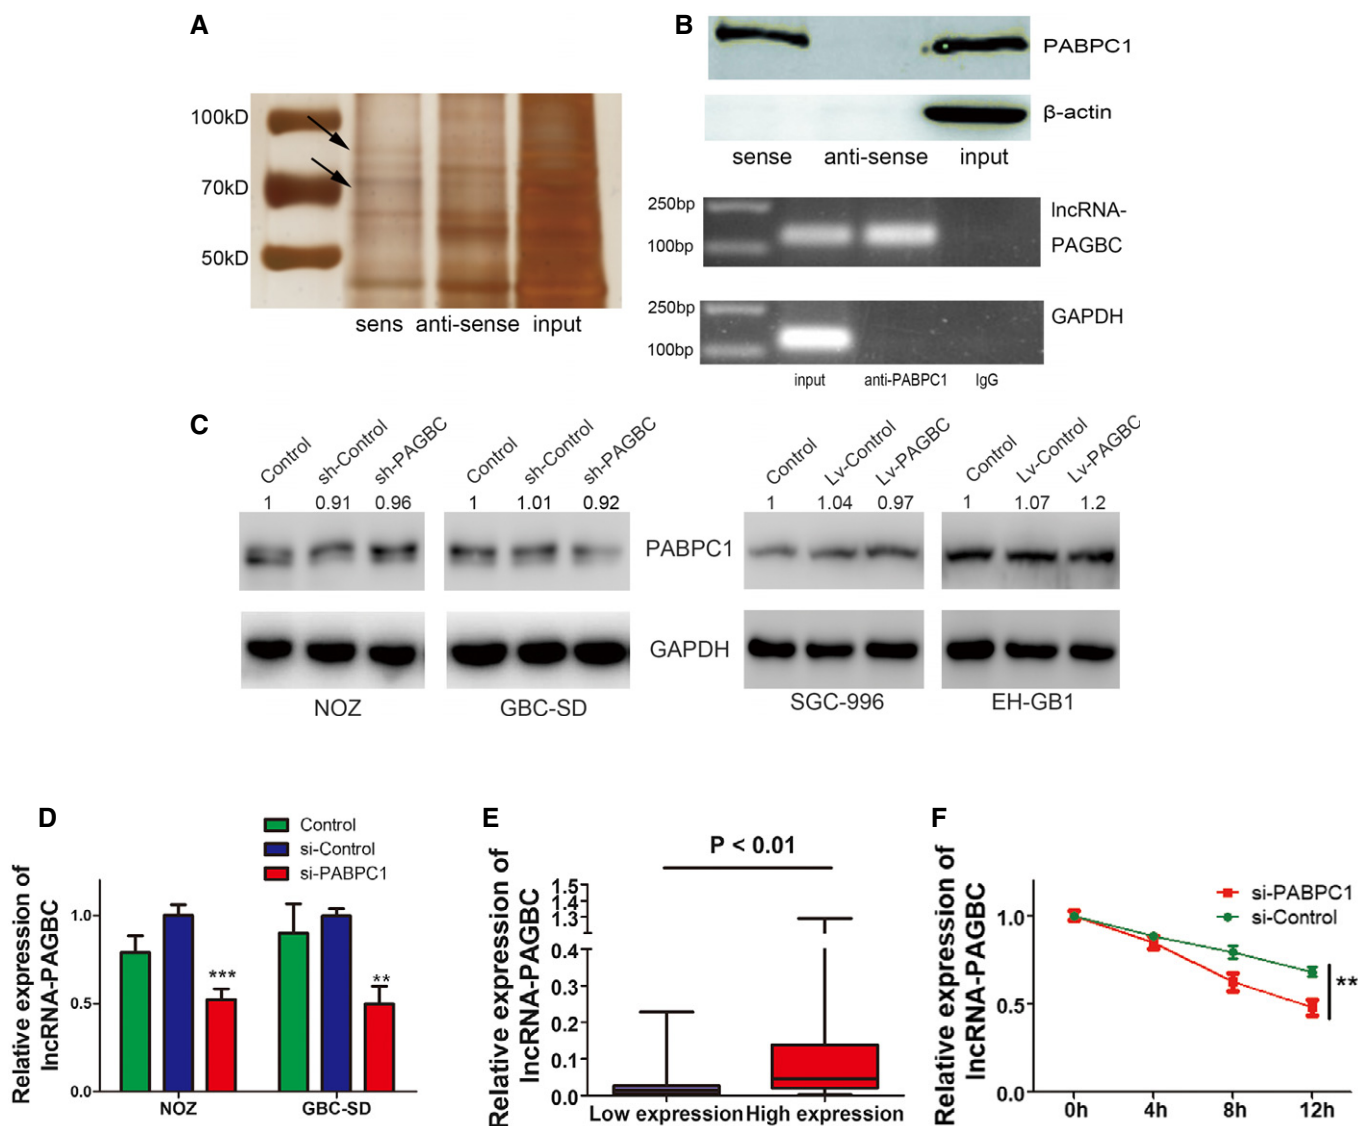 A
100kD
70kD
50kD
sens anti-sense input
B
PABPC1
β-actin
sense anti-sense input
250bp
100bp
lncRNA-
PAGBC
250bp
100bp
GAPDH
input anti-PABPC1 IgG
C
Control sh-Control sh-PAGBC Control sh-Control sh-PAGBC Control Lv-Control Lv-PAGBC Control Lv-Control Lv-PAGBC
1 0.91 0.96 1 1.01 0.92 1 1.04 0.97 1 1.07 1.2
PABPC1
GAPDH
NOZ GBC-SD SGC-996 EH-GB1
D
Control
si-Control
si-PABPC1
Relative expression of
lncRNA-PAGBC
1.0
0.5
0.0
*** **
NOZ GBC-SD
E
P < 0.01
Relative expression of
lncRNA-PAGBC
1.5
1.4
1.3
0.4
0.3
0.2
0.1
0.0
Low expression High expression
F
si-PABPC1
si-Control
Relative expression of
lncRNA-PAGBC
1.0
0.5
0.0
**
0h 4h 8h 12h